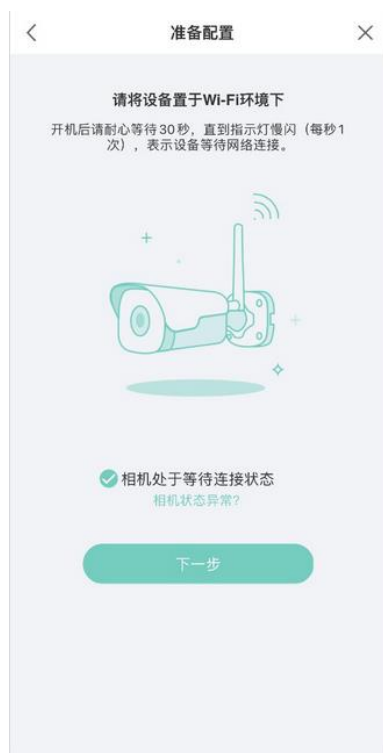 准备配置
请将设备置于Wi-Fi环境下
开机后请耐心等待30秒，直到指示灯慢闪（每秒1
次），表示设备等待网络连接。
相机处于等待连接状态
相机状态异常?
下一步